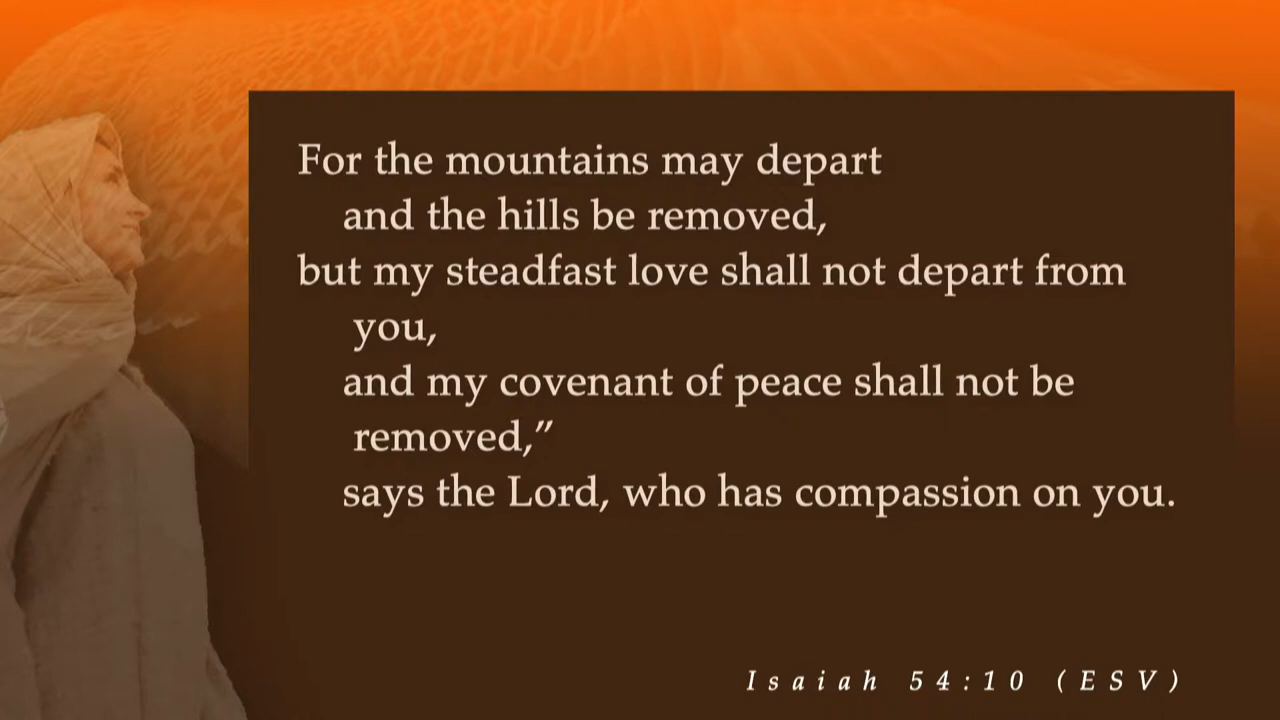 For the mountains may depart
and the hills be removed,
but my steadfast love shall not depart from
you,
and my covenant of peace shall not be
removed,”
says the Lord, who has compassion on you.
Isaiah 54:10 (ESV)